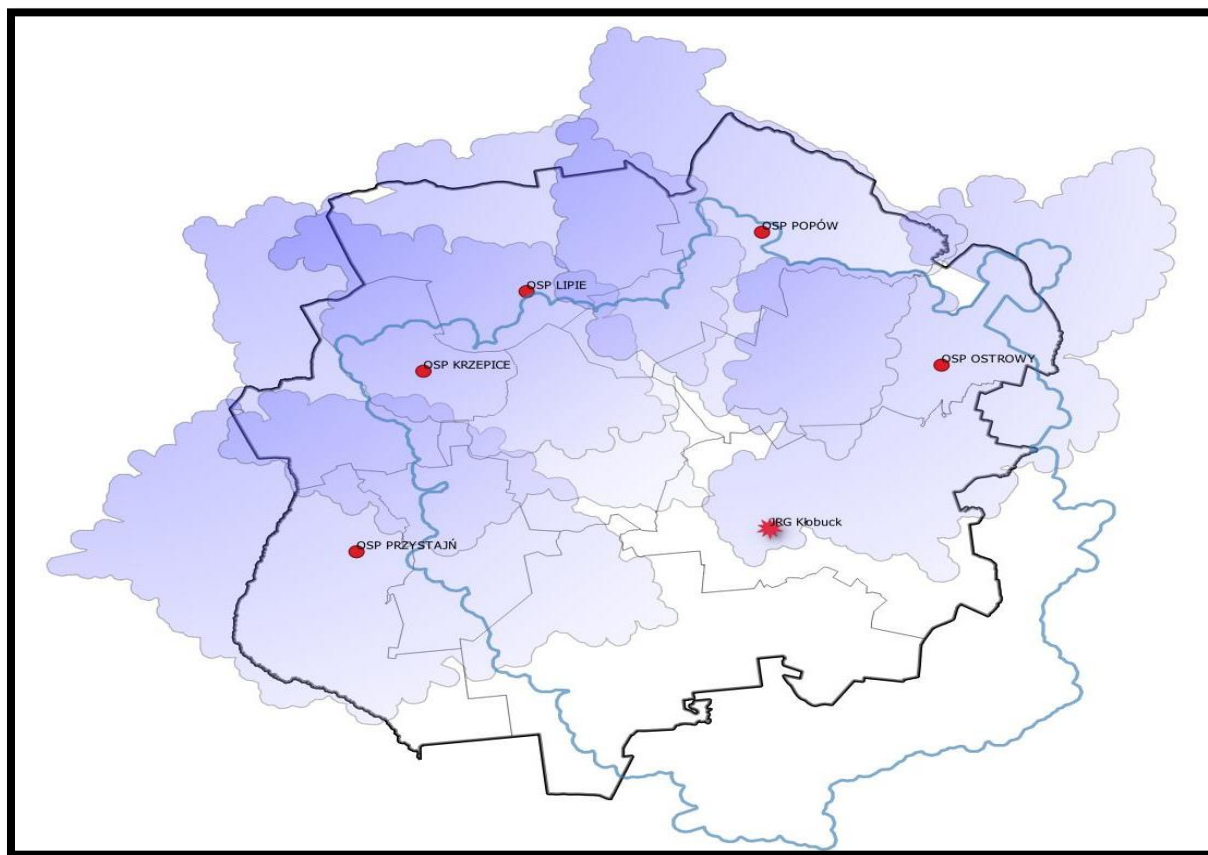 OSP POPÓW
OSP LIPIE
OSP KRZEPICE
OSP OSTROWY
JRG Kłobuck
OSP PRZYSTAJŃ